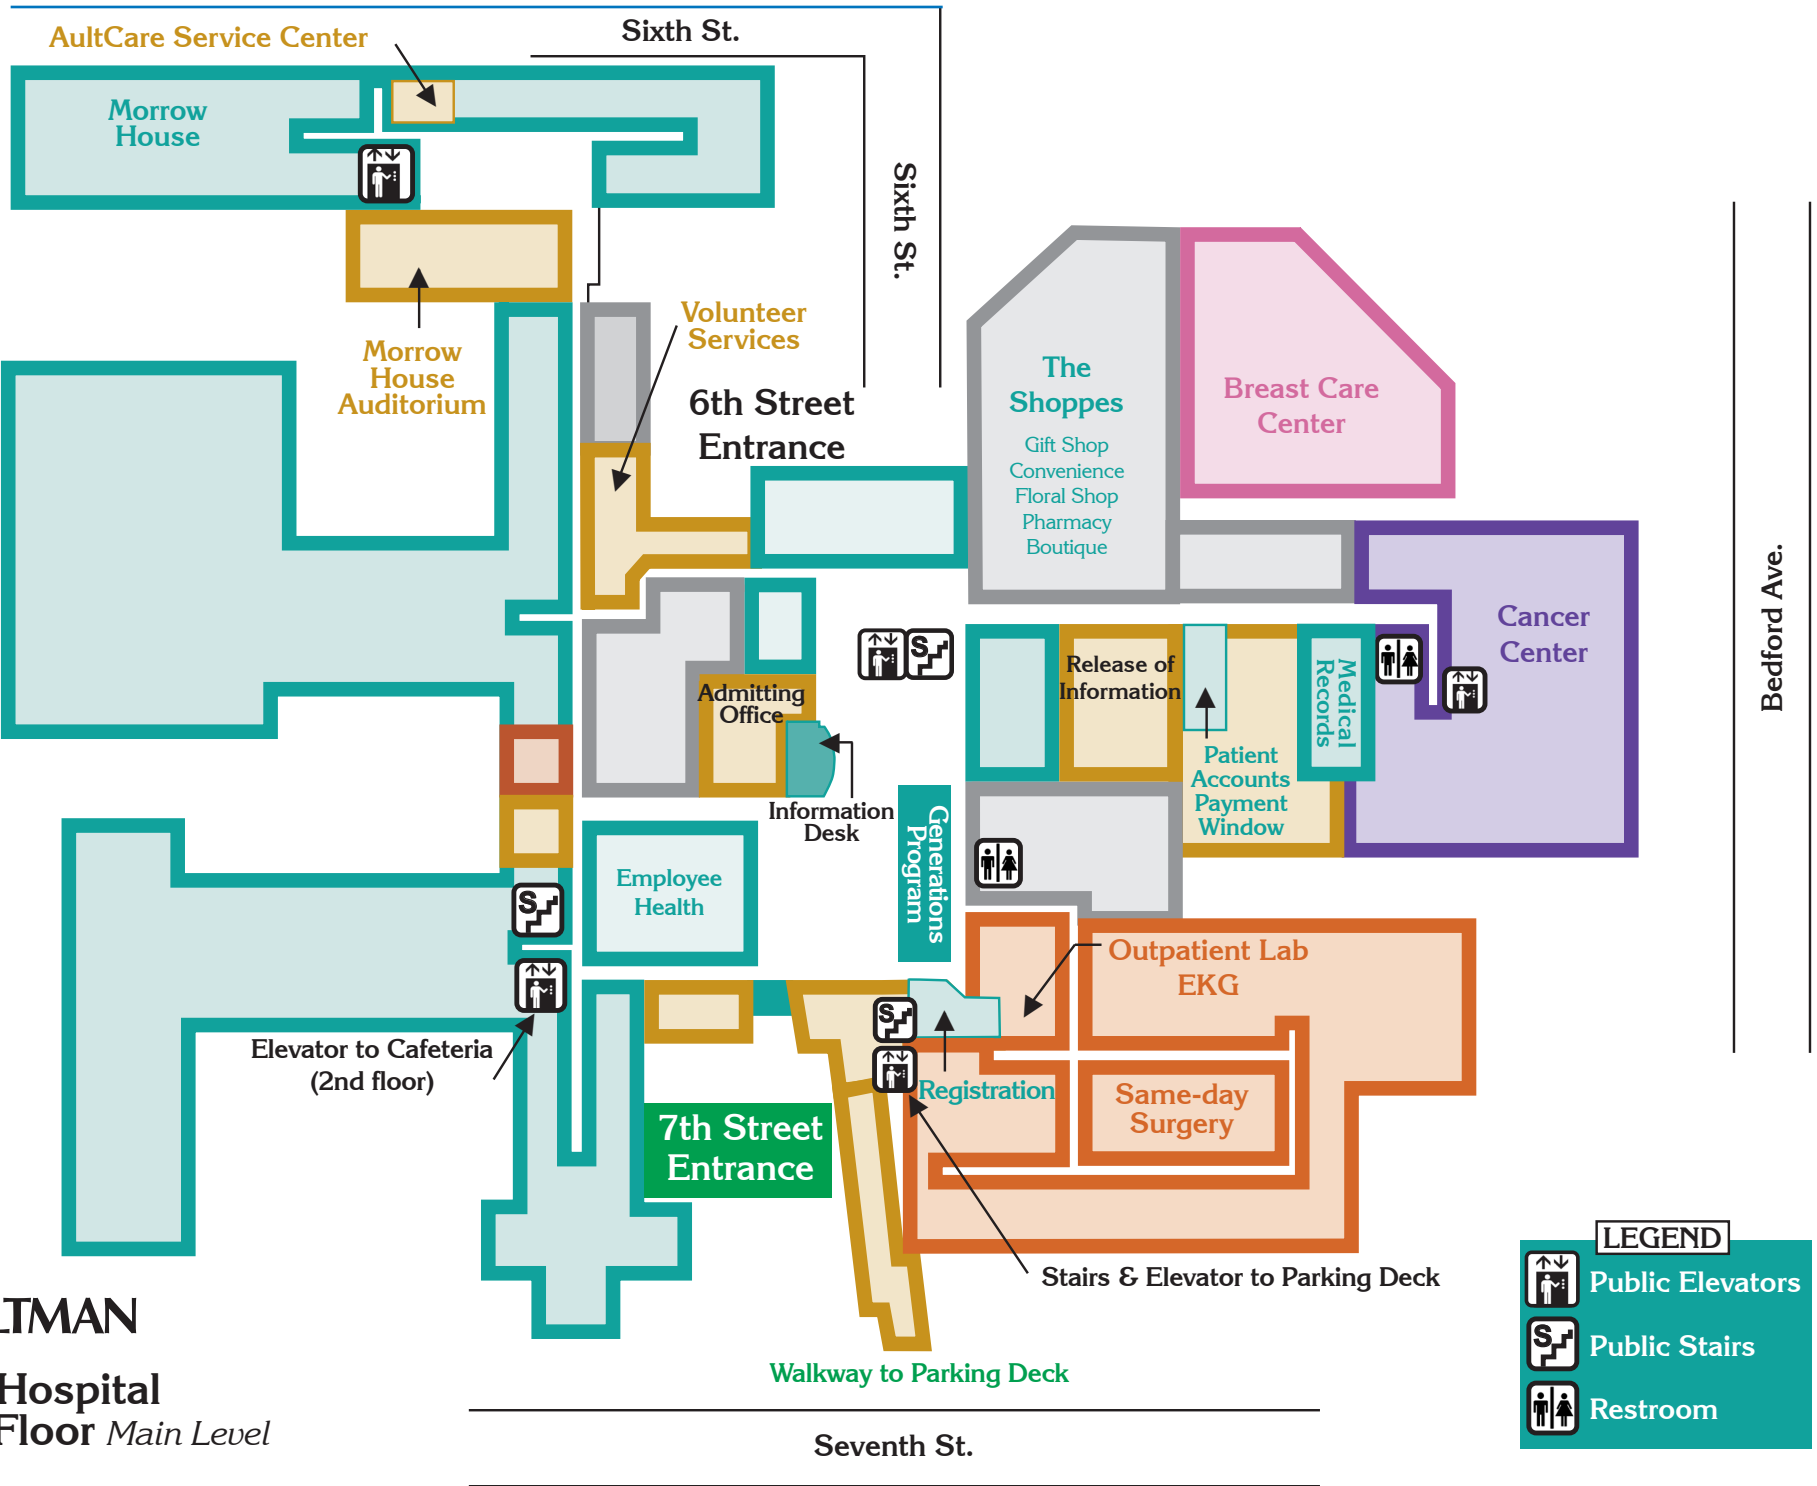 Sixth St.
AultCare Service Center
Morrow
House
Sixth St.
Volunteer
Services
Morrow
House
Auditorium
6th Street
Entrance
The
Shoppes
Gift Shop
Convenience
Floral Shop
Pharmacy
Boutique
Breast Care
Center
Cancer
Center
Bedford Ave.
Admitting
Office
Release of
Information
Medical
Records
Patient
Accounts
Payment
Window
Information
Desk
Generations
Program
Employee
Health
S
S
Outpatient Lab
EKG
Elevator to Cafeteria
(2nd floor)
S
Registration
Same-day
Surgery
7th Street
Entrance
Stairs & Elevator to Parking Deck
Walkway to Parking Deck
Seventh St.
LTMAN
Hospital
Floor Main Level
LEGEND
Public Elevators
S
Public Stairs
Restroom